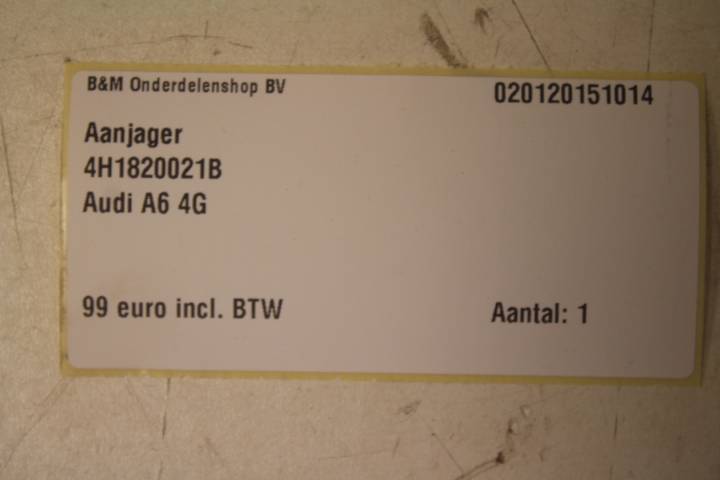 B&M Onderdelenshop BV
020120151014
Aanjager
4H1820021B
Audi A6 4G
99 euro incl. BTW
Aantal: 1